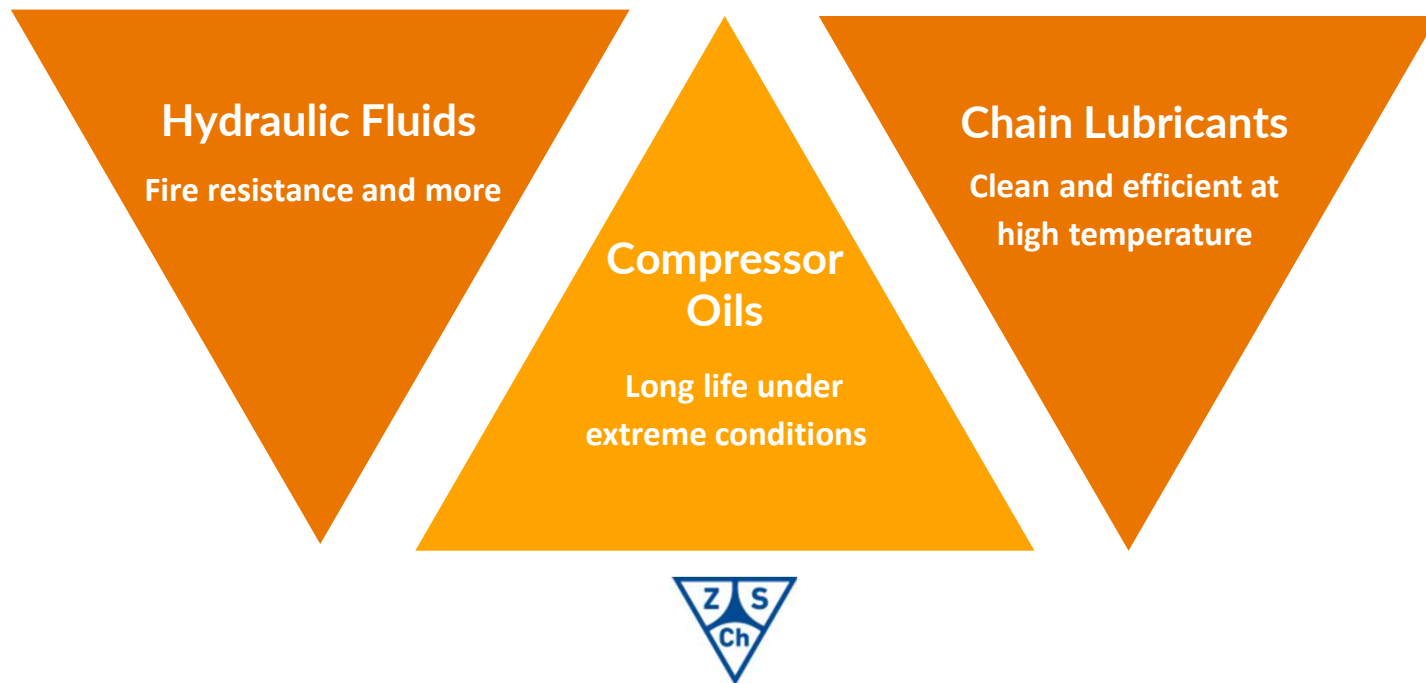 Hydraulic Fluids
Fire resistance and more
Compressor
Oils
Long life under
extreme conditions
Chain Lubricants
Clean and efficient at
high temperature
Z S
Ch